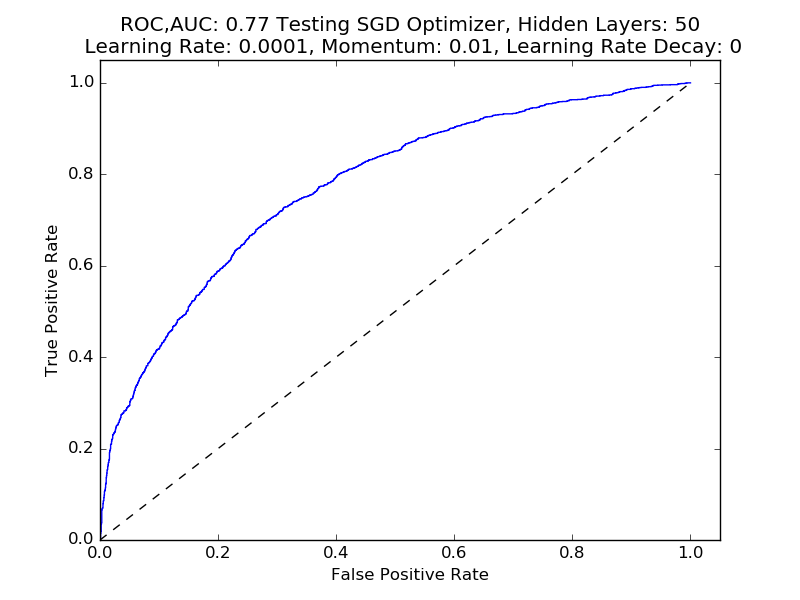 ROC,AUC: 0.77 Testing SGD Optimizer, Hidden Layers: 50
Learning Rate: 0.0001, Momentum: 0.01, Learning Rate Decay: 0
1.0
0.8
0.6
0.4
0.2
0.0
True Positive Rate
0.0 0.2 0.4 0.6 0.8 1.0
False Positive Rate